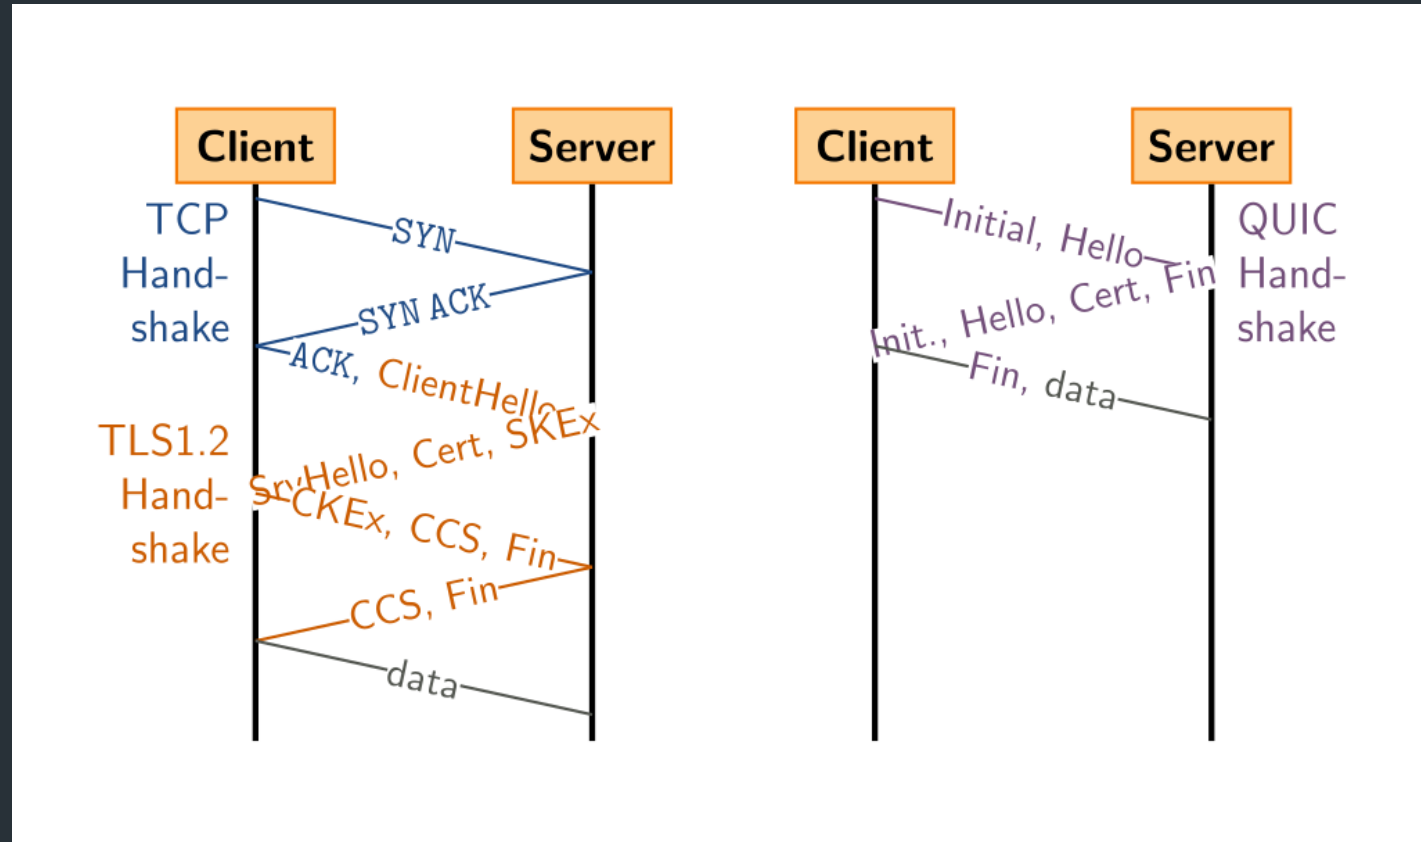 Client
Server
TCP
Hand-
shake
SYN
SYN ACK
ACK, ClientHello
TLS1.2
Hand-
shake
SrvHello, Cert, SKEx
CKEx, CCS, Fin
CCS, Fin
data
Client
Server
QUIC
Hand-
shake
Initial, Hello
Init., Hello, Cert, Fin
Fin, data